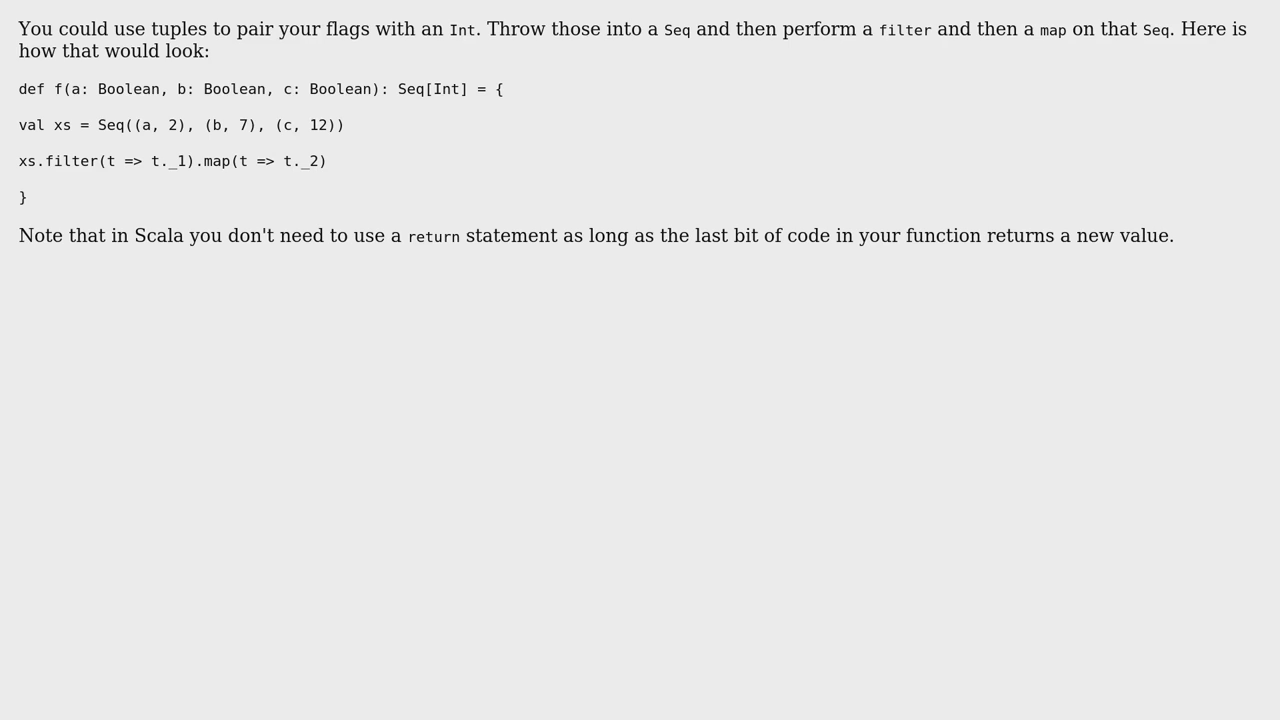 You could use tuples to pair your flags with an Int. Throw those into a Seq and then perform a filter and then a map on that Seq. Here is
how that would look:
def f(a: Boolean, b: Boolean, c: Boolean): Seq[Int] = {
val xs = Seq((a, 2), (b, 7), (c, 12))
xs.filter(t => t._1).map(t => t._2)
}
Note that in Scala you don't need to use a return statement as long as the last bit of code in your function returns a new value.